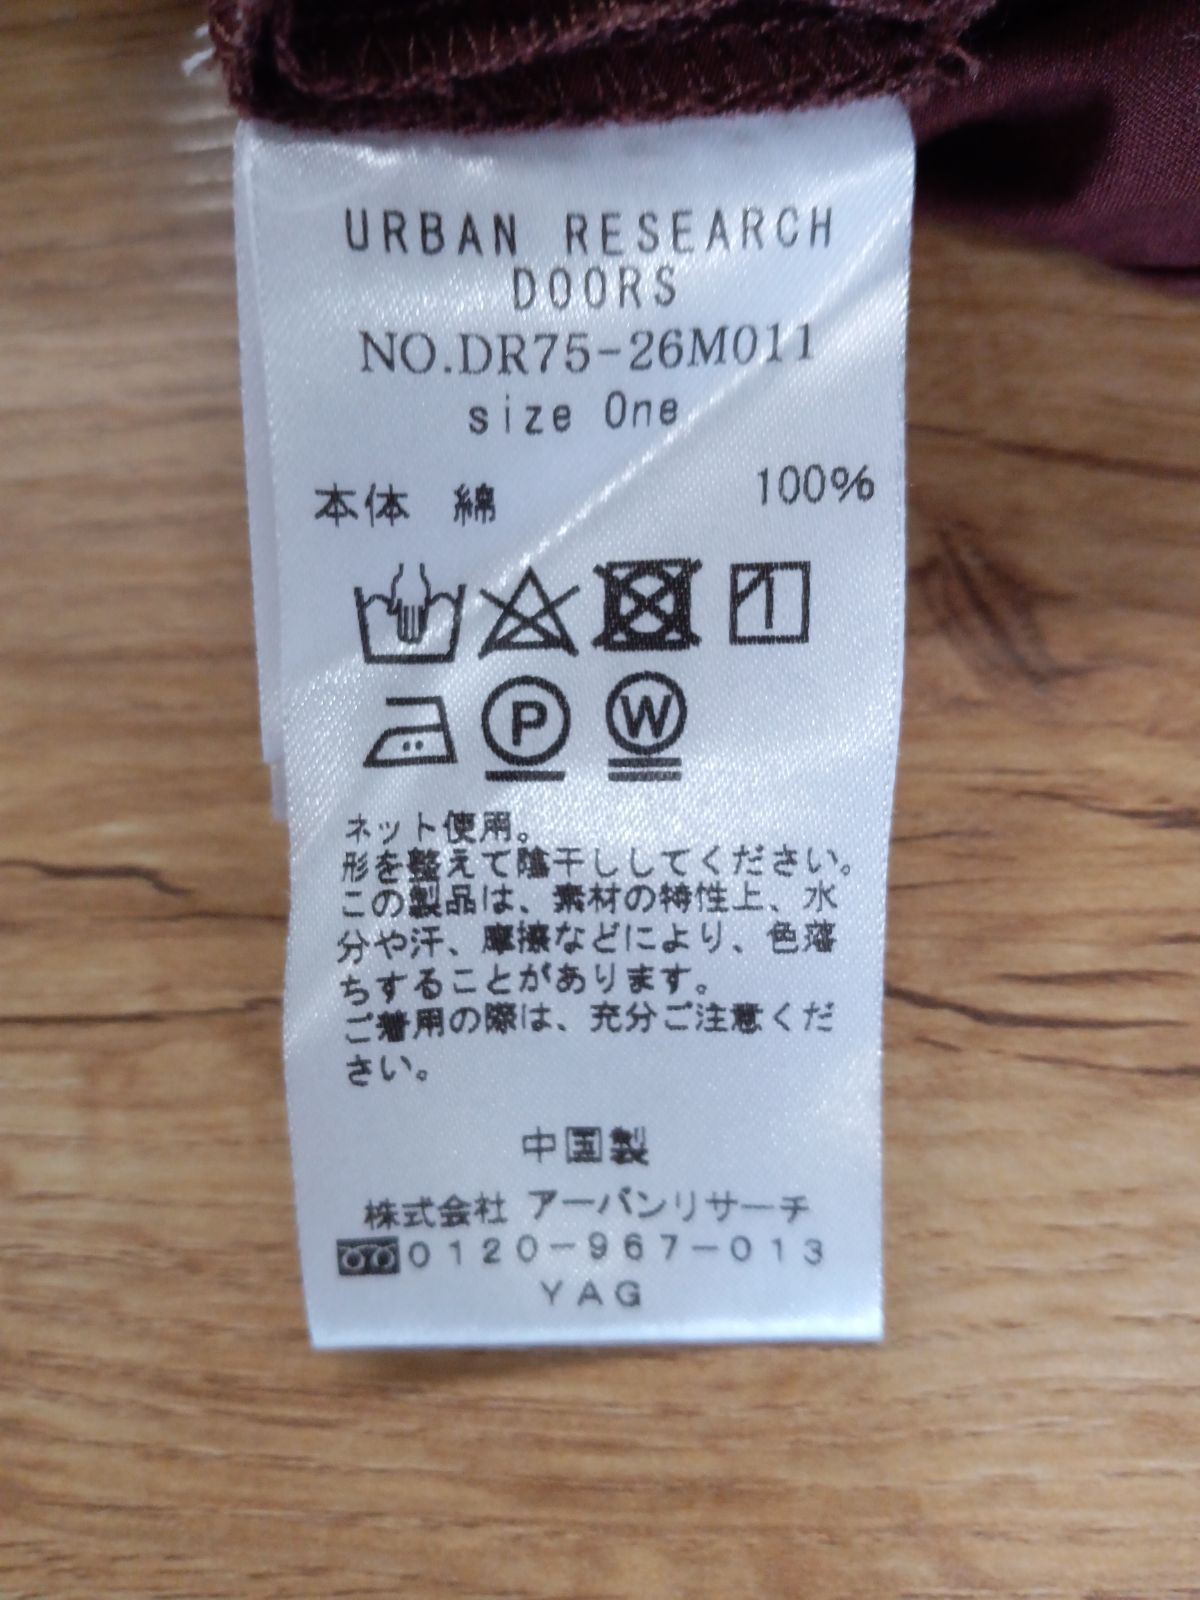 URBAN RESEARCH
DOORS
NO.DR75-26M011
size One
本体 綿 100%
P W
ネット使用。
形を整えて陰干ししてください。
この製品は、素材の特性上、水
分や汗、摩擦などにより、色落
ちすることがあります。
ご着用の際は、充分ご注意くだ
さい。
中国製
株式会社 アーバンリサーチ
0120-967-013
YAG